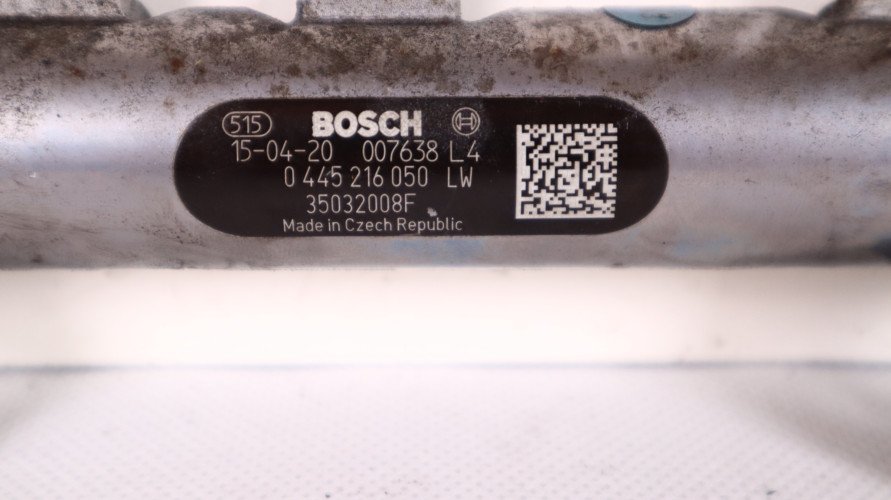 515 BOSCH
15-04-20 007638 L4
0 445 216 050 LW
35032008F
Made in Czech Republic